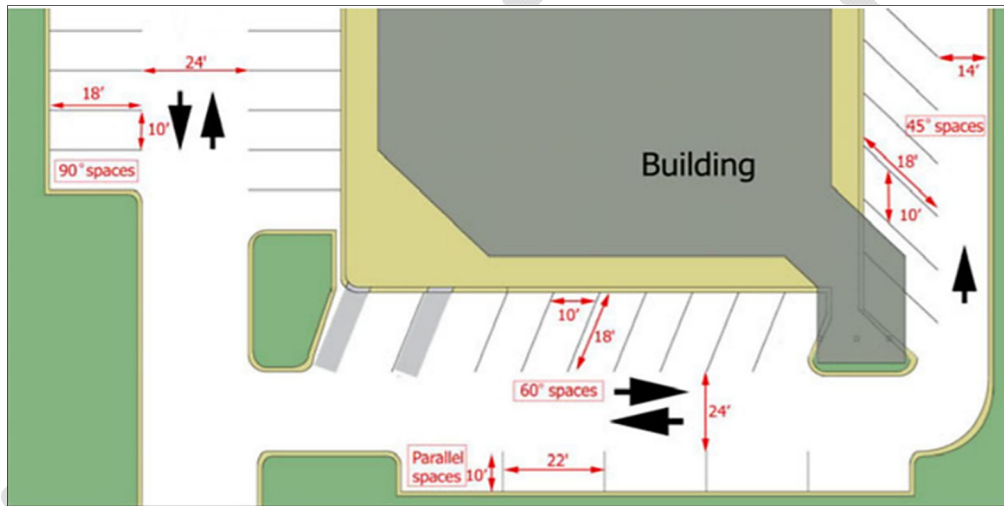 24'
14'
18'
10'
45° spaces
90° spaces
Building
18'
10'
10'
18'
60° spaces
24'
Parallel
spaces
10'
22'